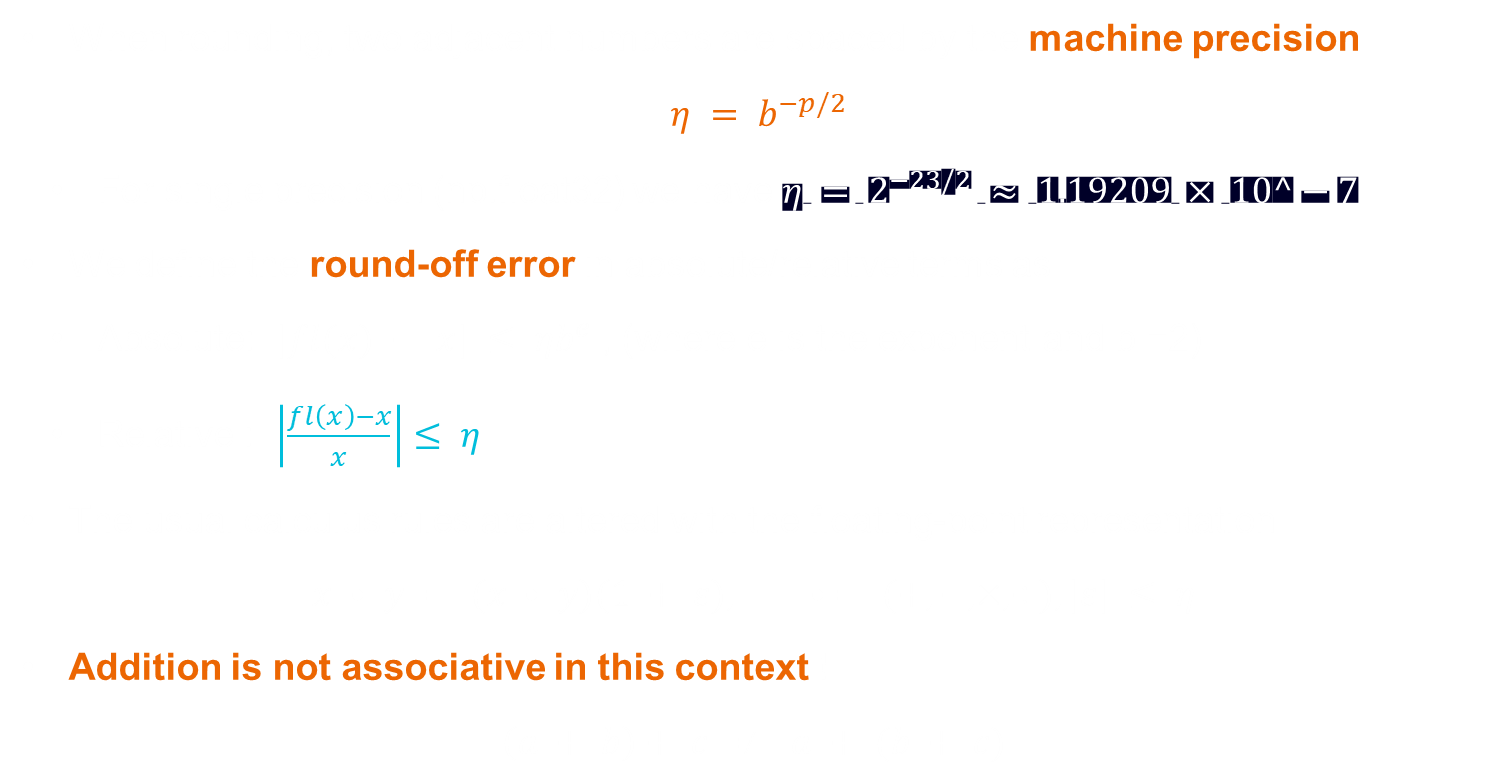 machine precision
η = b^{-p/2}
η = 2^{-23/2} ≈ 1.19209 × 10^ − 7
round-off error
|fl(x)−x / x| ≤ η
Addition is not associative in this context